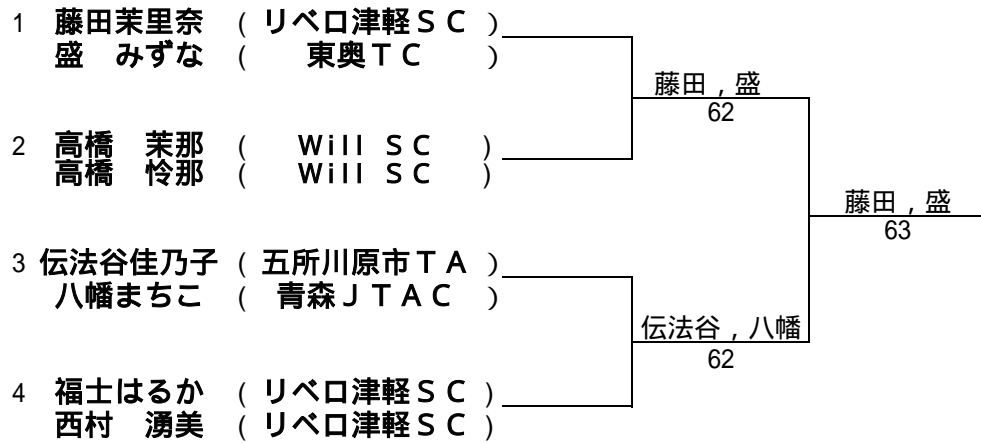 1 藤田茉里奈 ( リベロ津軽ＳＣ )
盛　みずな ( 東奥ＴＣ )
藤田 , 盛
62
2 高橋　茉那 ( Ｗｉｌｌ ＳＣ )
高橋　怜那 ( Ｗｉｌｌ ＳＣ )
藤田 , 盛
63
3 伝法谷佳乃子 ( 五所川原市ＴＡ )
八幡まちこ ( 青森ＪＴＡＣ )
伝法谷 , 八幡
62
4 福士はるか ( リベロ津軽ＳＣ )
西村　湧美 ( リベロ津軽ＳＣ )